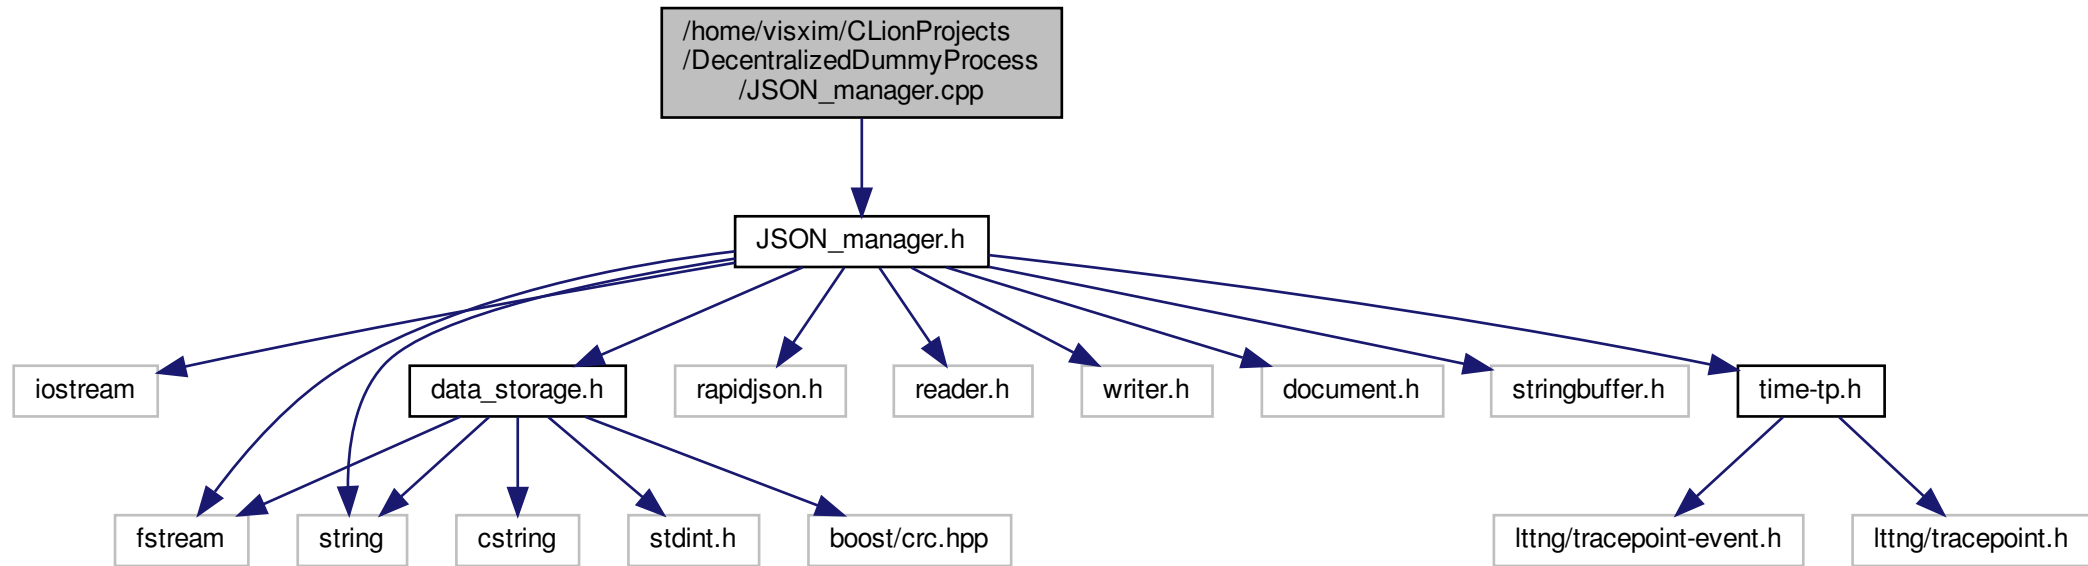 /home/visxim/CLionProjects
/DecentralizedDummyProcess
/JSON_manager.cpp
JSON_manager.h
iostream
data_storage.h
rapidjson.h
reader.h
writer.h
document.h
stringbuffer.h
time-tp.h
fstream
string
cstring
stdint.h
boost/crc.hpp
lttng/tracepoint-event.h
lttng/tracepoint.h